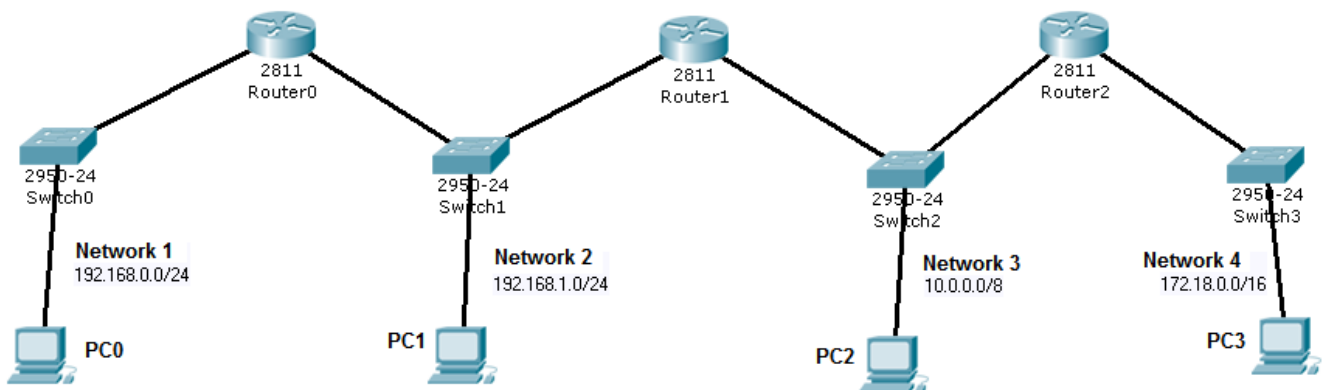 2811
Router0
2811
Router1
2811
Router2
2950-24
Switch0
2950-24
Switch1
2950-24
Switch2
2950-24
Switch3
Network 1
192.168.0.0/24
Network 2
192.168.1.0/24
Network 3
10.0.0.0/8
Network 4
172.18.0.0/16
PC0
PC1
PC2
PC3